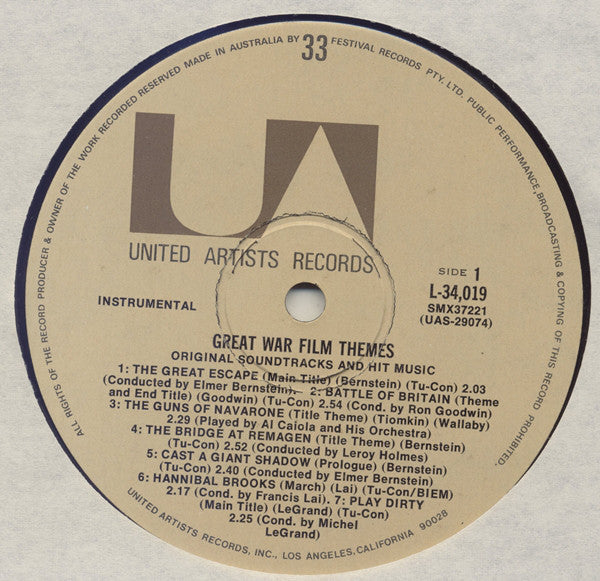 ALL RIGHTS OF THE RECORD PRODUCER & OWNER OF THE WORK RECORDED RESERVED MADE IN AUSTRALIA BY 33 FESTIVAL RECORDS PTY. LTD. PUBLIC PERFORMANCE, BROADCASTING & COPYING OF THIS RECORD PROHIBITED.
UA
UNITED ARTISTS RECORDS
SIDE 1
INSTRUMENTAL
L-34,019
SMX37221
(UAS-29074)
GREAT WAR FILM THEMES
ORIGINAL SOUNDTRACKS AND HIT MUSIC
1: THE GREAT ESCAPE (Main Title) (Bernstein) (Tu-Con) 2.03
(Conducted by Elmer Bernstein). 2: BATTLE OF BRITAIN (Theme
and End Title) (Goodwin) (Tu-Con) 2.54 (Cond. by Ron Goodwin)
3: THE GUNS OF NAVARONE (Title Theme) (Tiomkin) (Wallaby)
2.29 (Played by Al Caiola and His Orchestra)
4: THE BRIDGE AT REMAGEN (Title Theme) (Bernstein)
(Tu-Con) 2.52 (Conducted by Leroy Holmes)
5: CAST A GIANT SHADOW (Prologue) (Bernstein)
(Tu-Con) 2.40 (Conducted by Elmer Bernstein)
6: HANNIBAL BROOKS (March) (Lai) (Tu-Con/BIEM)
2.17 (Cond. by Francis Lai). 7: PLAY DIRTY
(Main Title) (LeGrand) (Tu-Con)
2.25 (Cond. by Michel
LeGrand)
UNITED ARTISTS RECORDS, INC., LOS ANGELES, CALIFORNIA 90028